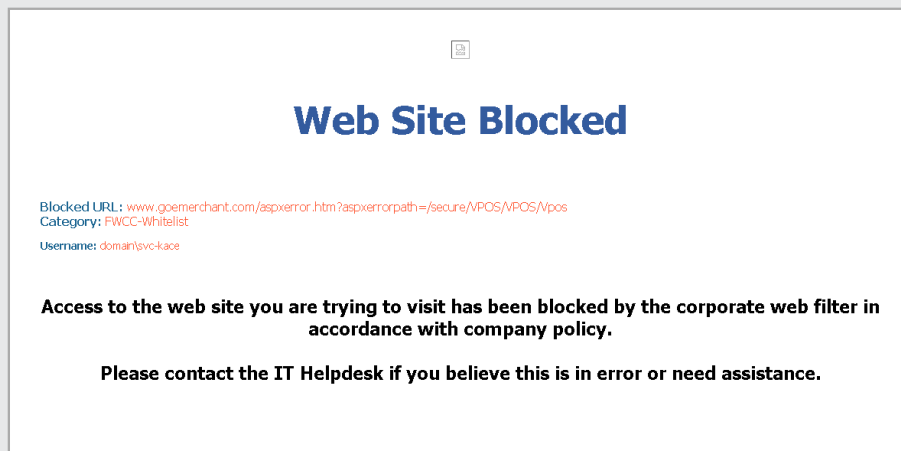 Web Site Blocked
Blocked URL: www.goemerchant.com/aspxerror.htm?aspxerrorpath=/secure/VPOS/VPOS/Vpos
Category: FWCC-Whitelist
Username: domain\svc-kace
Access to the web site you are trying to visit has been blocked by the corporate web filter in
accordance with company policy.
Please contact the IT Helpdesk if you believe this is in error or need assistance.